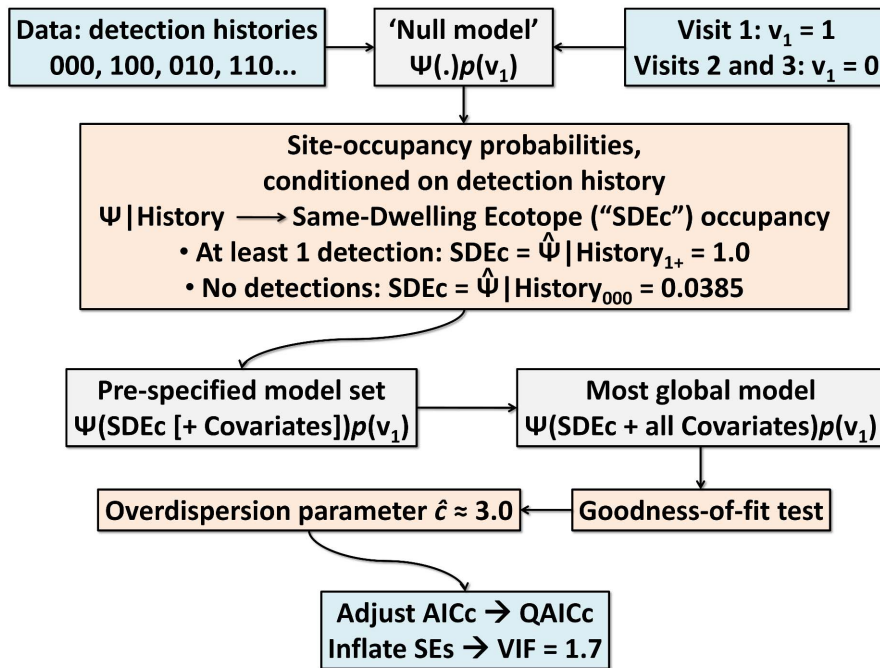 Data: detection histories
000, 100, 010, 110...
‘Null model’
Ψ(.)p(v₁)
Visit 1: v₁ = 1
Visits 2 and 3: v₁ = 0
Site-occupancy probabilities,
conditioned on detection history
Ψ|History ⟶ Same-Dwelling Ecotope (“SDEc”) occupancy
• At least 1 detection: SDEc = Ψ̂|History₁₊ = 1.0
• No detections: SDEc = Ψ̂|History₀₀₀ = 0.0385
Pre-specified model set
Ψ(SDEc [+ Covariates])p(v₁)
Most global model
Ψ(SDEc + all Covariates)p(v₁)
Overdispersion parameter ĉ ≈ 3.0
Goodness-of-fit test
Adjust AICc → QAICc
Inflate SEs → VIF = 1.7